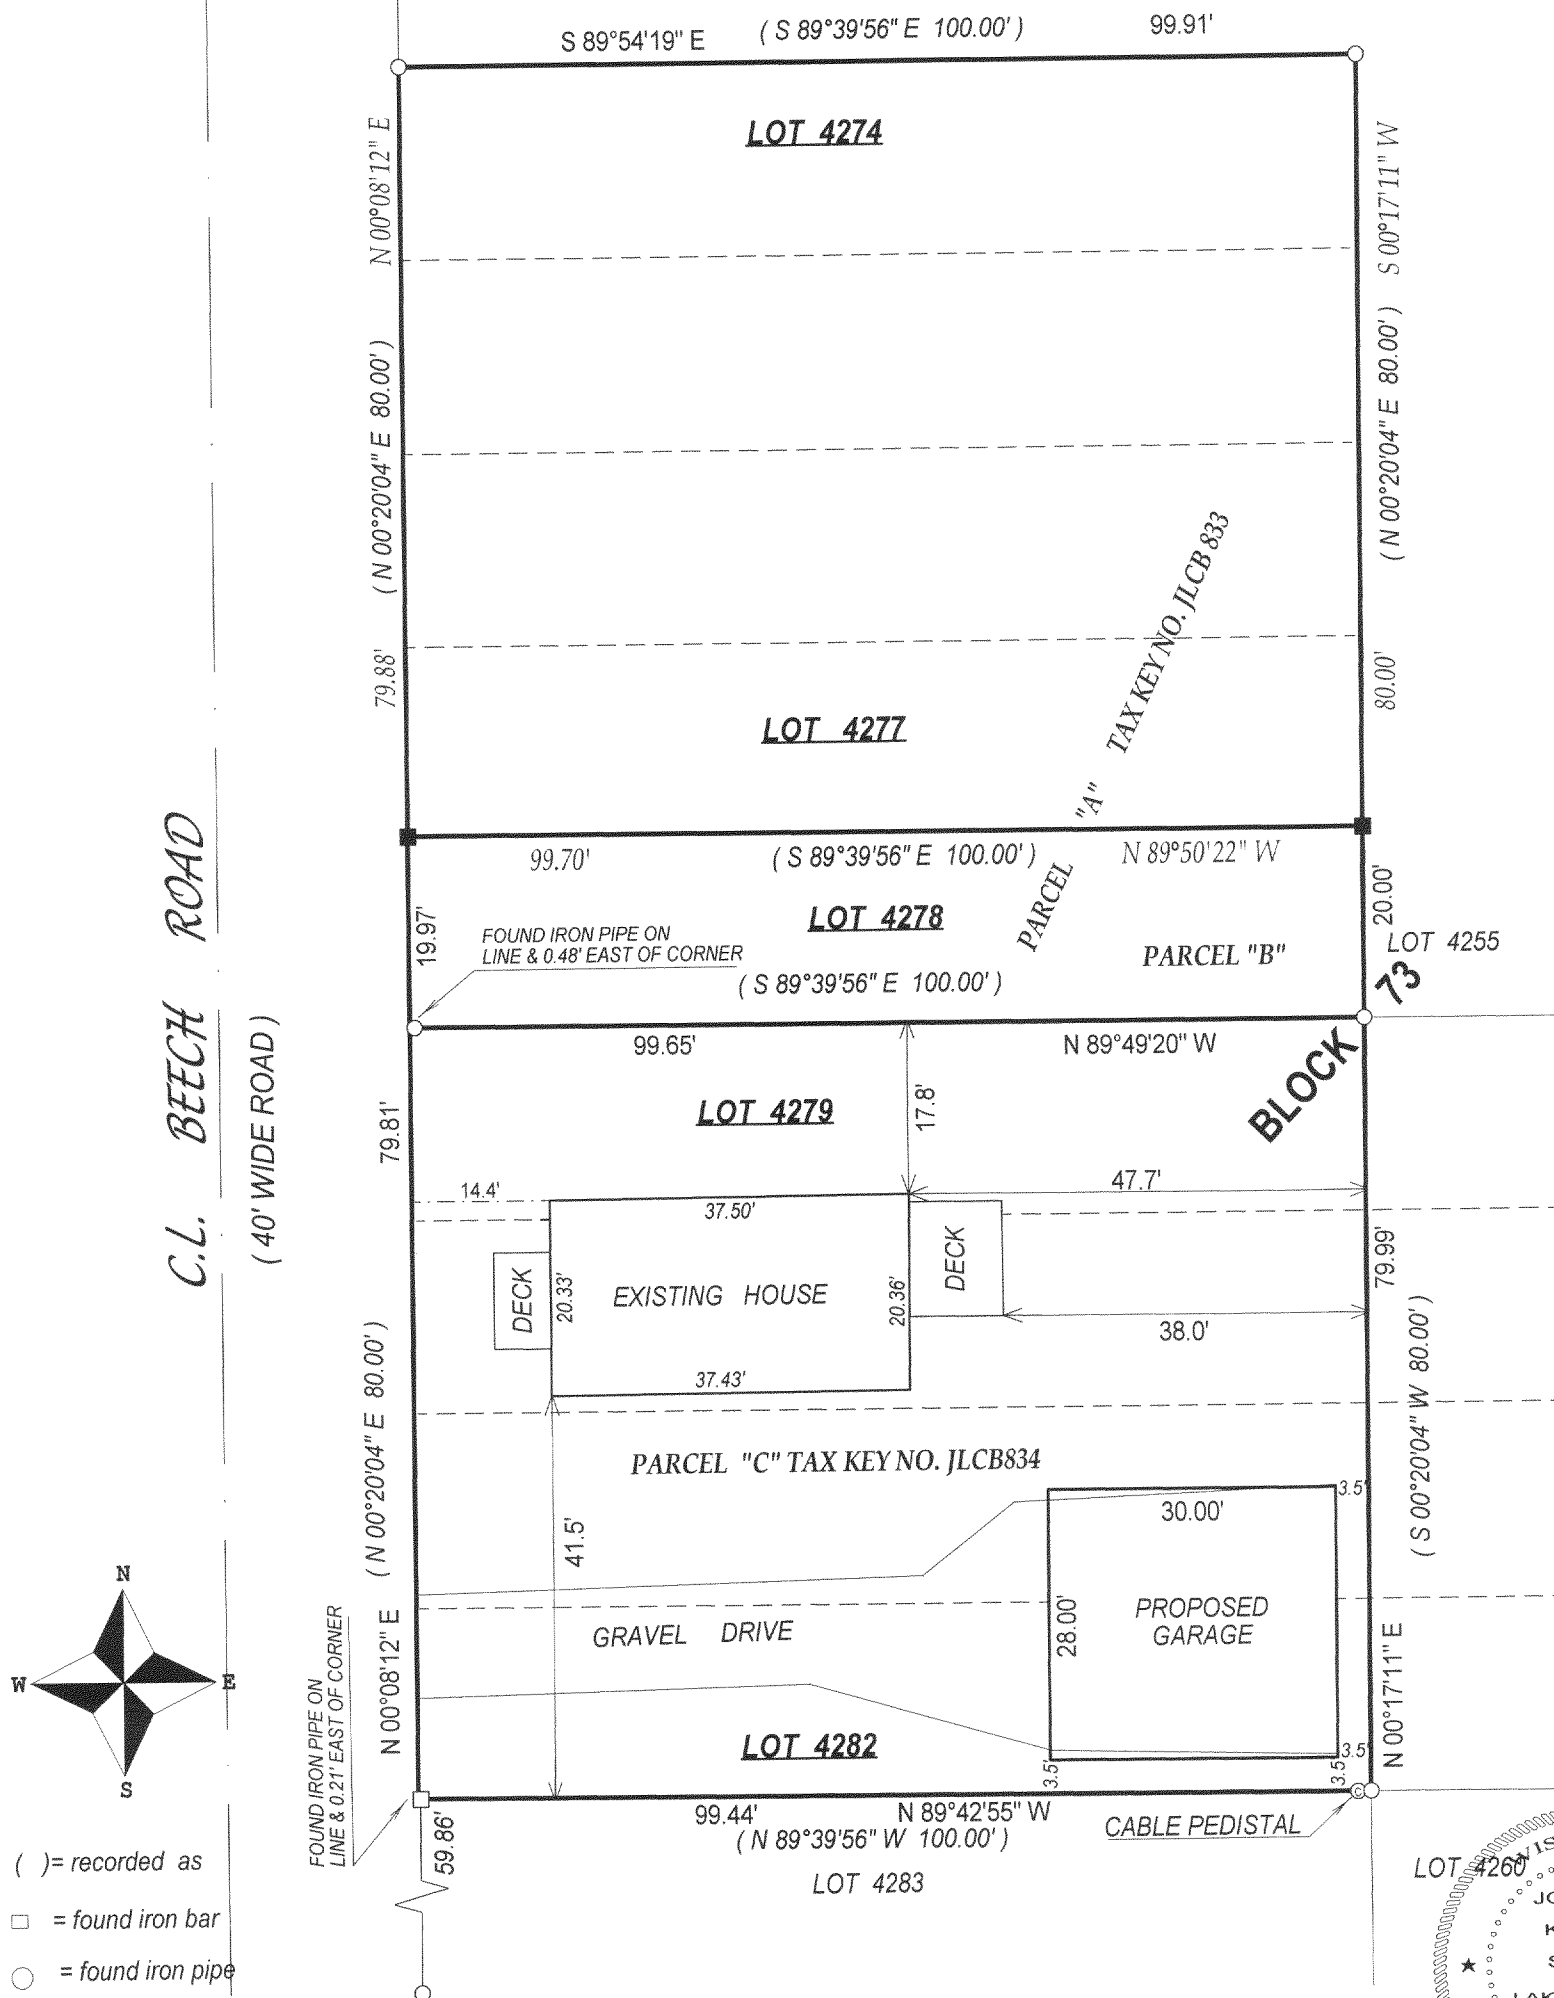 S 89°54'19" E
( S 89°39'56" E 100.00' )
99.91'
LOT 4274
N 00°08'12" E
S 00°17'11" W
( N 00°20'04" E 80.00' )
( N 00°20'04" E 80.00' )
79.88'
80.00'
LOT 4277
PARCEL "A" TAX KEY NO. JLCB 833
99.70'
( S 89°39'56" E 100.00' )
N 89°50'22" W
19.97'
LOT 4278
20.00'
FOUND IRON PIPE ON
LINE & 0.48' EAST OF CORNER
PARCEL "B"
LOT 4255
( S 89°39'56" E 100.00' )
BLOCK 73
C.L. BEECH ROAD
( 40' WIDE ROAD )
99.65'
N 89°49'20" W
79.81'
LOT 4279
17.8'
14.4'
37.50'
47.7'
DECK
20.33'
EXISTING HOUSE
20.36'
DECK
79.99'
38.0'
37.43'
( N 00°20'04" E 80.00' )
( S 00°20'04" W 80.00' )
PARCEL "C" TAX KEY NO. JLCB834
41.5'
30.00'
3.5'
28.00'
PROPOSED
GARAGE
GRAVEL DRIVE
N 00°08'12" E
N 00°17'11" E
LOT 4282
3.5'
3.5'
3.5'
N
W
E
S
FOUND IRON PIPE ON
LINE & 0.21' EAST OF CORNER
99.44'
N 89°42'55" W
( N 89°39'56" W 100.00' )
CABLE PEDISTAL
C
59.86'
LOT 4283
LOT 4260
( )= recorded as
= found iron bar
= found iron pipe
WIS
JO
K
S
LAK